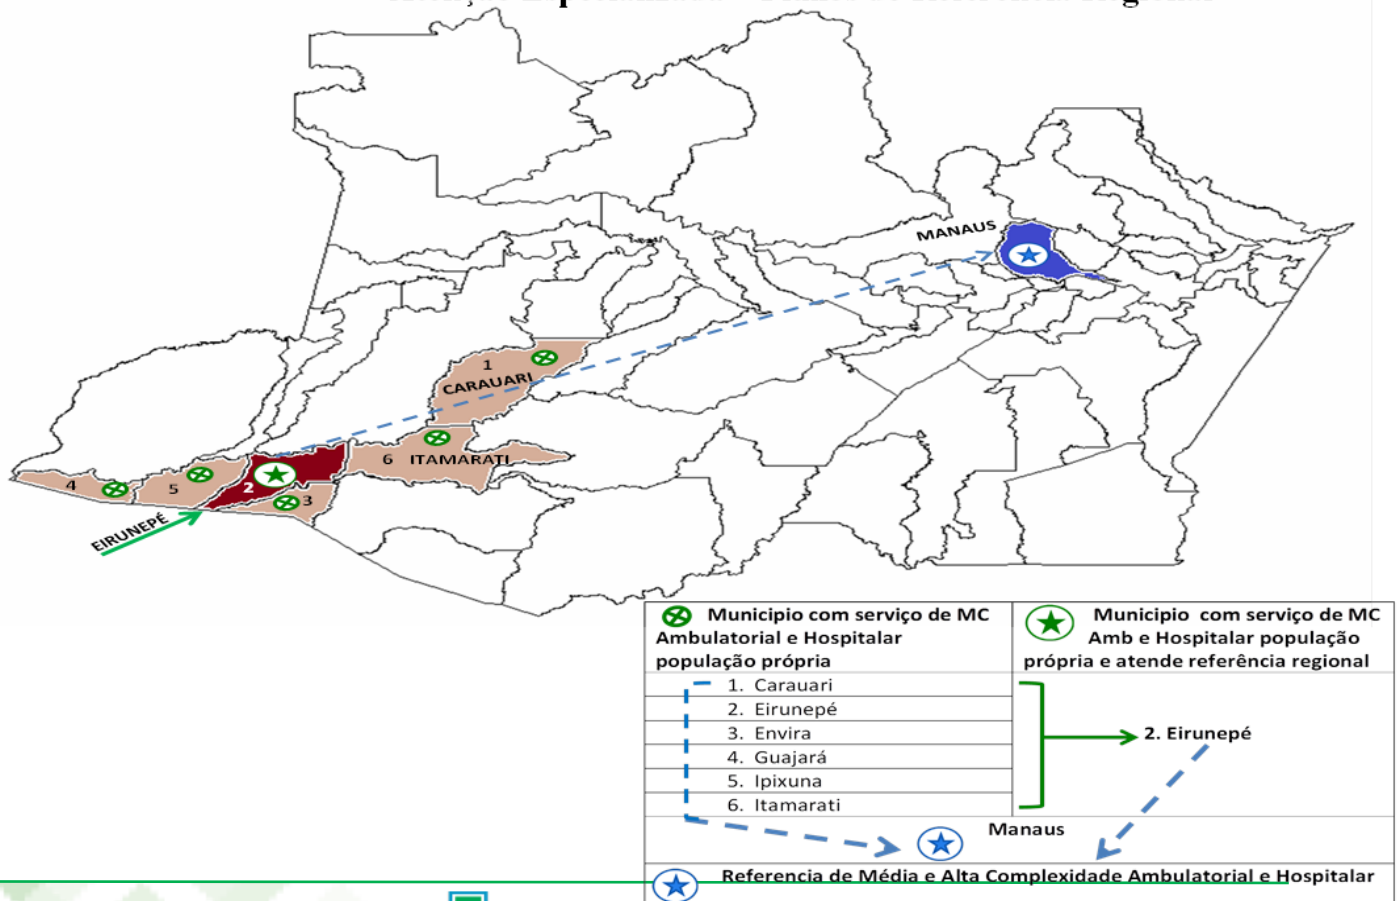 MANAUS
1
CARAUARI
6 ITAMARATI
4
5
2
3
EIRUNEPÉ
Municipio com serviço de MC
Ambulatorial e Hospitalar
população própria
Municipio com serviço de MC
Amb e Hospitalar população
própria e atende referência regional
1. Carauari
2. Eirunepé
3. Envira
4. Guajará
5. Ipixuna
6. Itamarati
2. Eirunepé
Manaus
Referencia de Média e Alta Complexidade Ambulatorial e Hospitalar